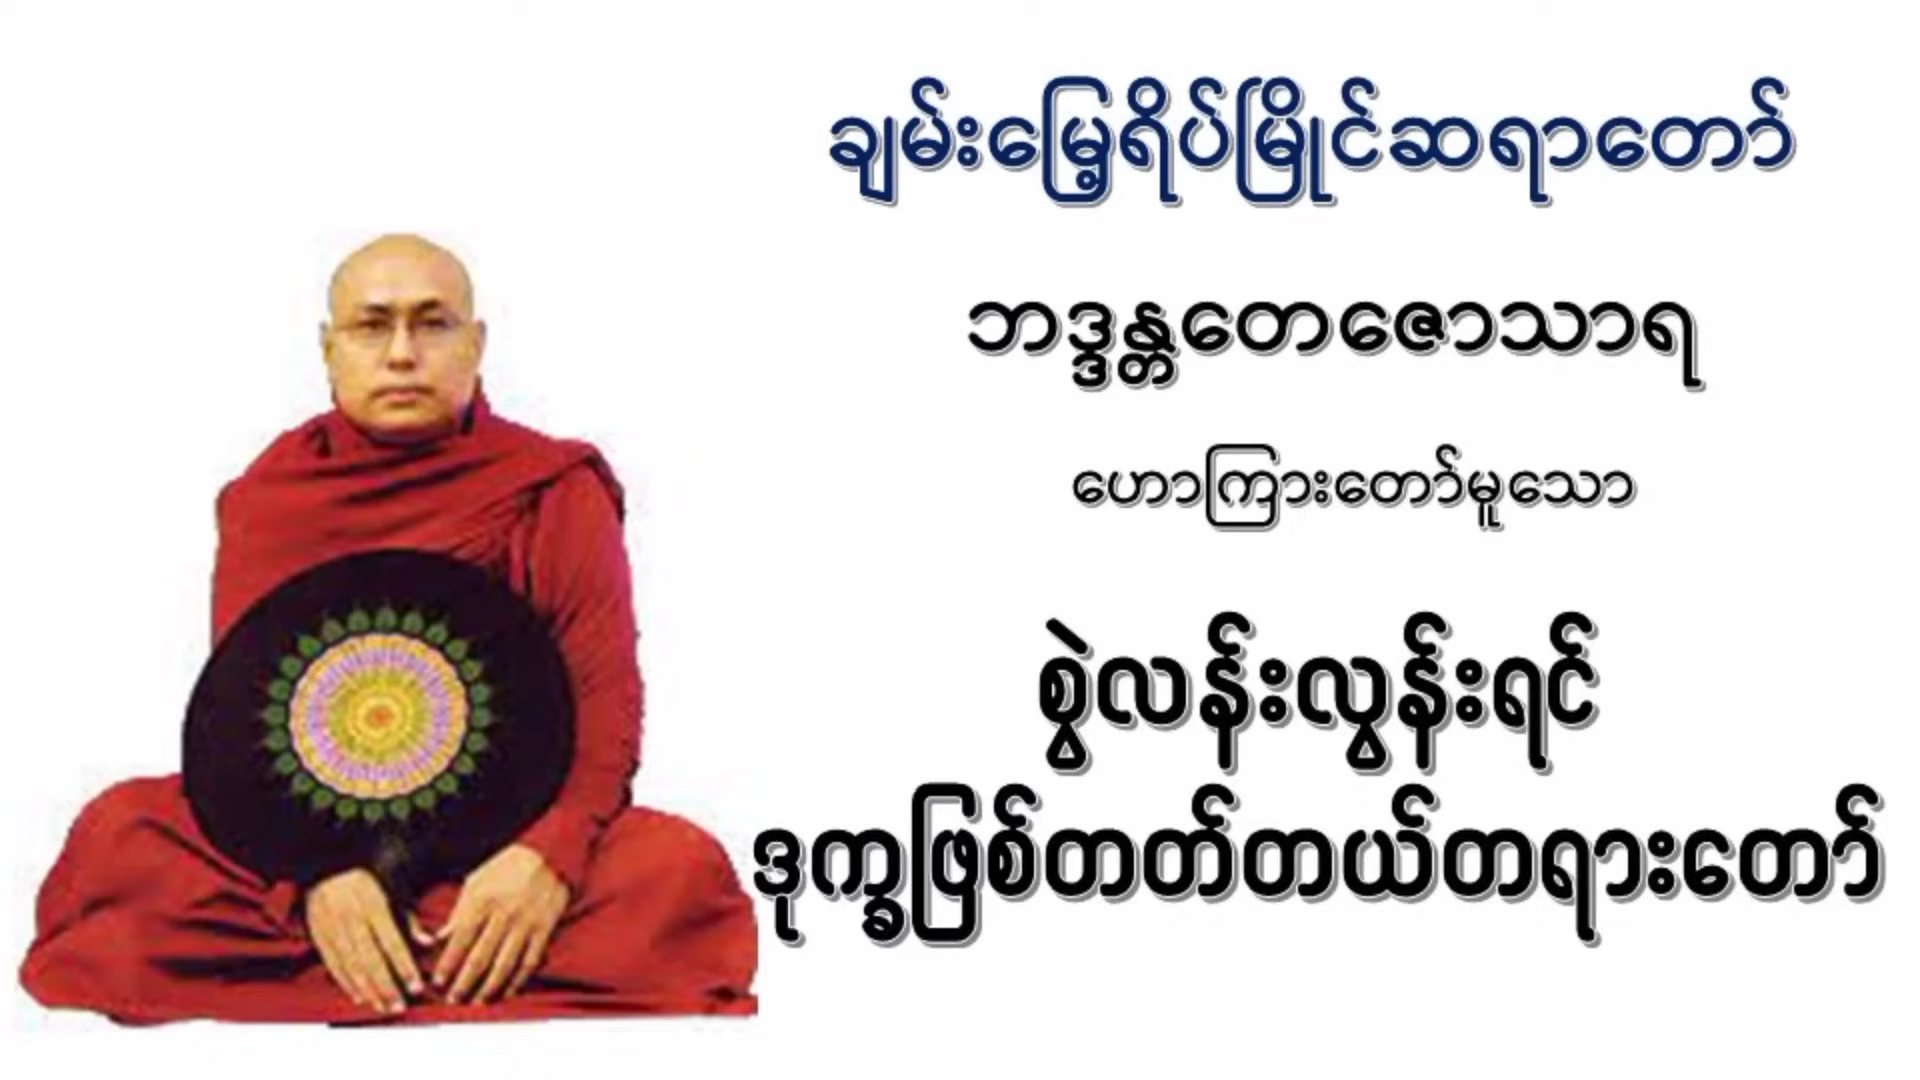 ချမ်းမြေ့ရိပ်မြိုင်ဆရာတော်
ဘဒ္ဒန္တတေဇောသာရ
ဟောကြားတော်မူသော
စွဲလန်းလွန်းရင်
ဒုက္ခဖြစ်တတ်တယ်တရားတော်